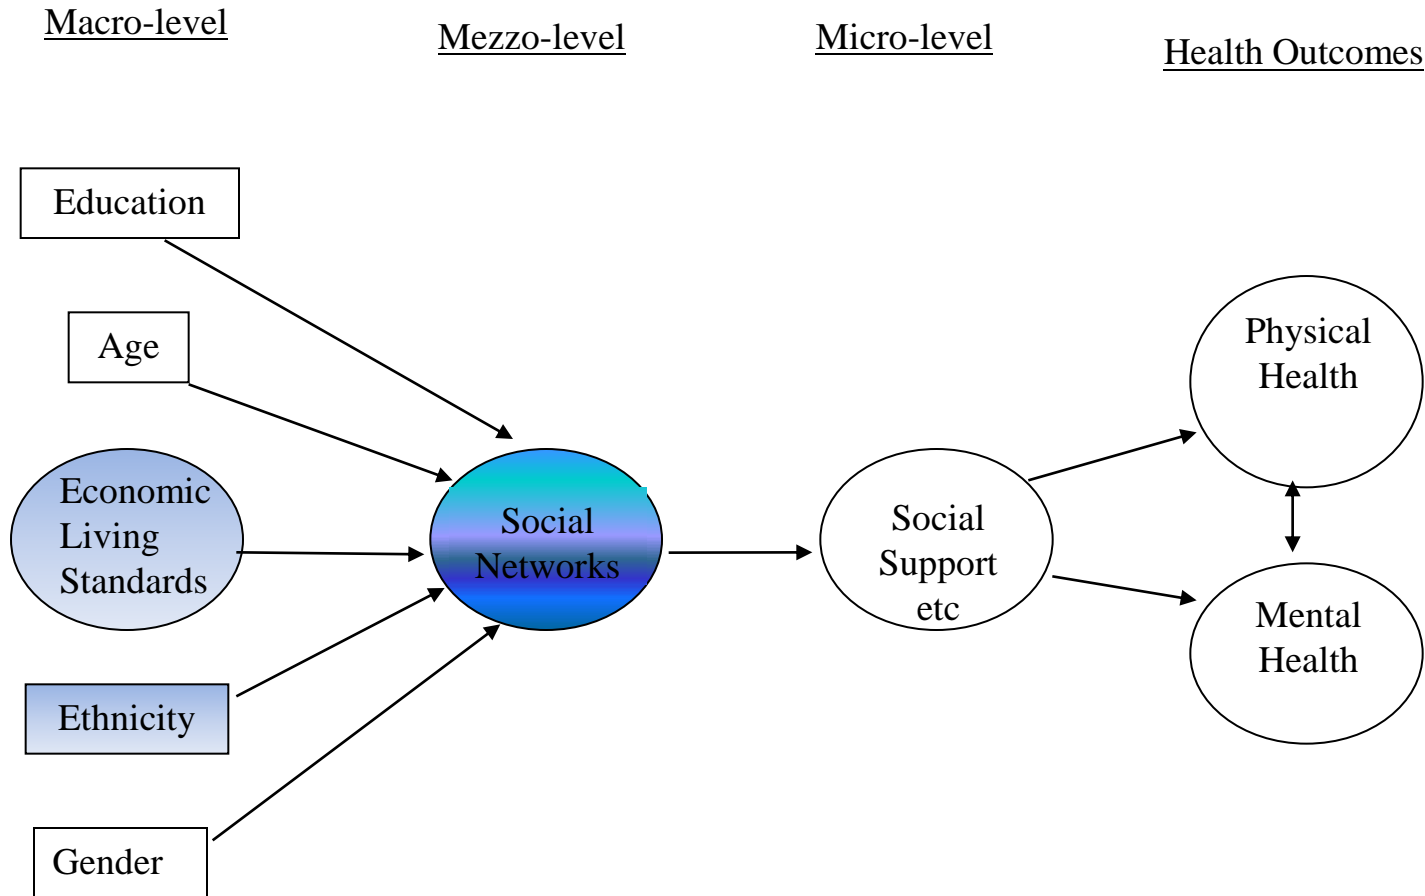 Macro-level
Mezzo-level
Micro-level
Health Outcomes
Education
Age
Economic
Living
Standards
Ethnicity
Gender
Social
Networks
Social
Support
etc
Physical
Health
Mental
Health